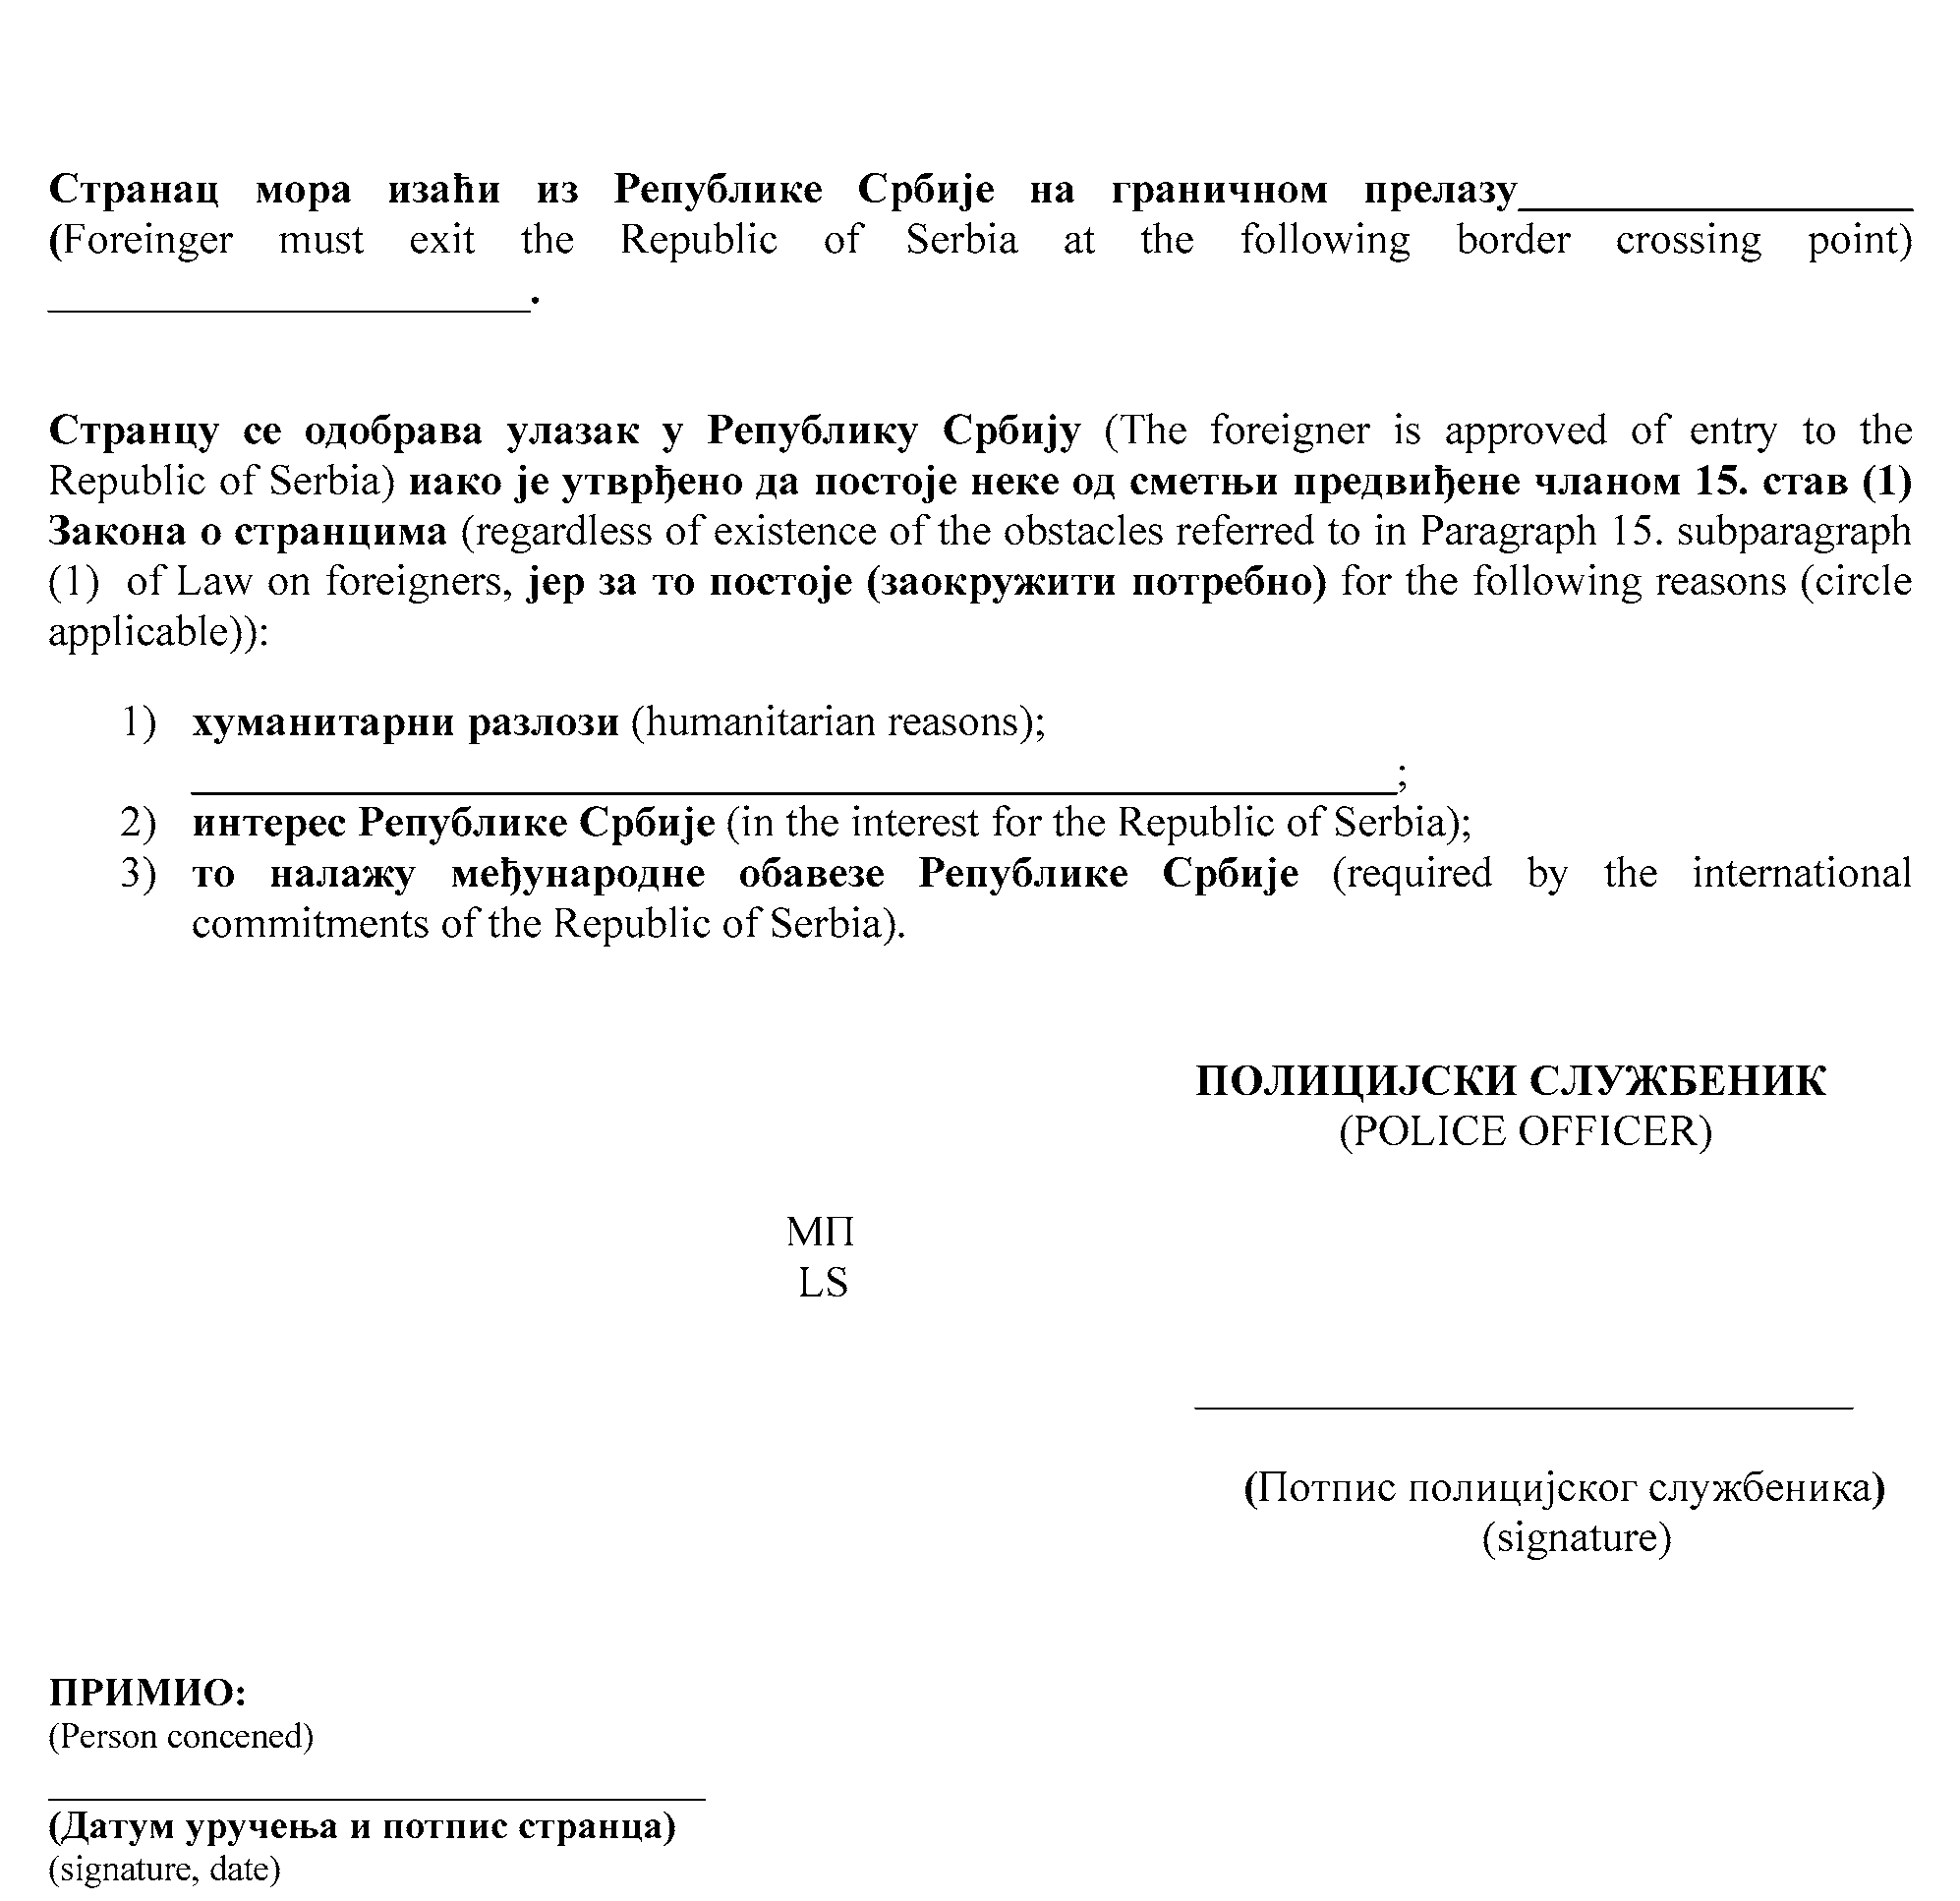 Странац мора изаћи из Републике Србије на граничном прелазу___________________
(Foreinger must exit the Republic of Serbia at the following border crossing point)
_______________________.
Странцу се одобрава улазак у Републику Србију (The foreigner is approved of entry to the
Republic of Serbia) иако је утврђено да постоје неке од сметњи предвиђене чланом 15. став (1)
Закона о странцима (regardless of existence of the obstacles referred to in Paragraph 15. subparagraph
(1) of Law on foreigners, јер за то постоје (заокружити потребно) for the following reasons (circle
applicable)):
1) хуманитарни разлози (humanitarian reasons);
_________________________________________________________;
2) интерес Републике Србије (in the interest for the Republic of Serbia);
3) то налажу међународне обавезе Републике Србије (required by the international
commitments of the Republic of Serbia).
ПОЛИЦИЈСКИ СЛУЖБЕНИК
(POLICE OFFICER)
МП
LS
_______________________________
(Потпис полицијског службеника)
(signature)
ПРИМИО:
(Person concened)
_______________________________
(Датум уручења и потпис странца)
(signature, date)